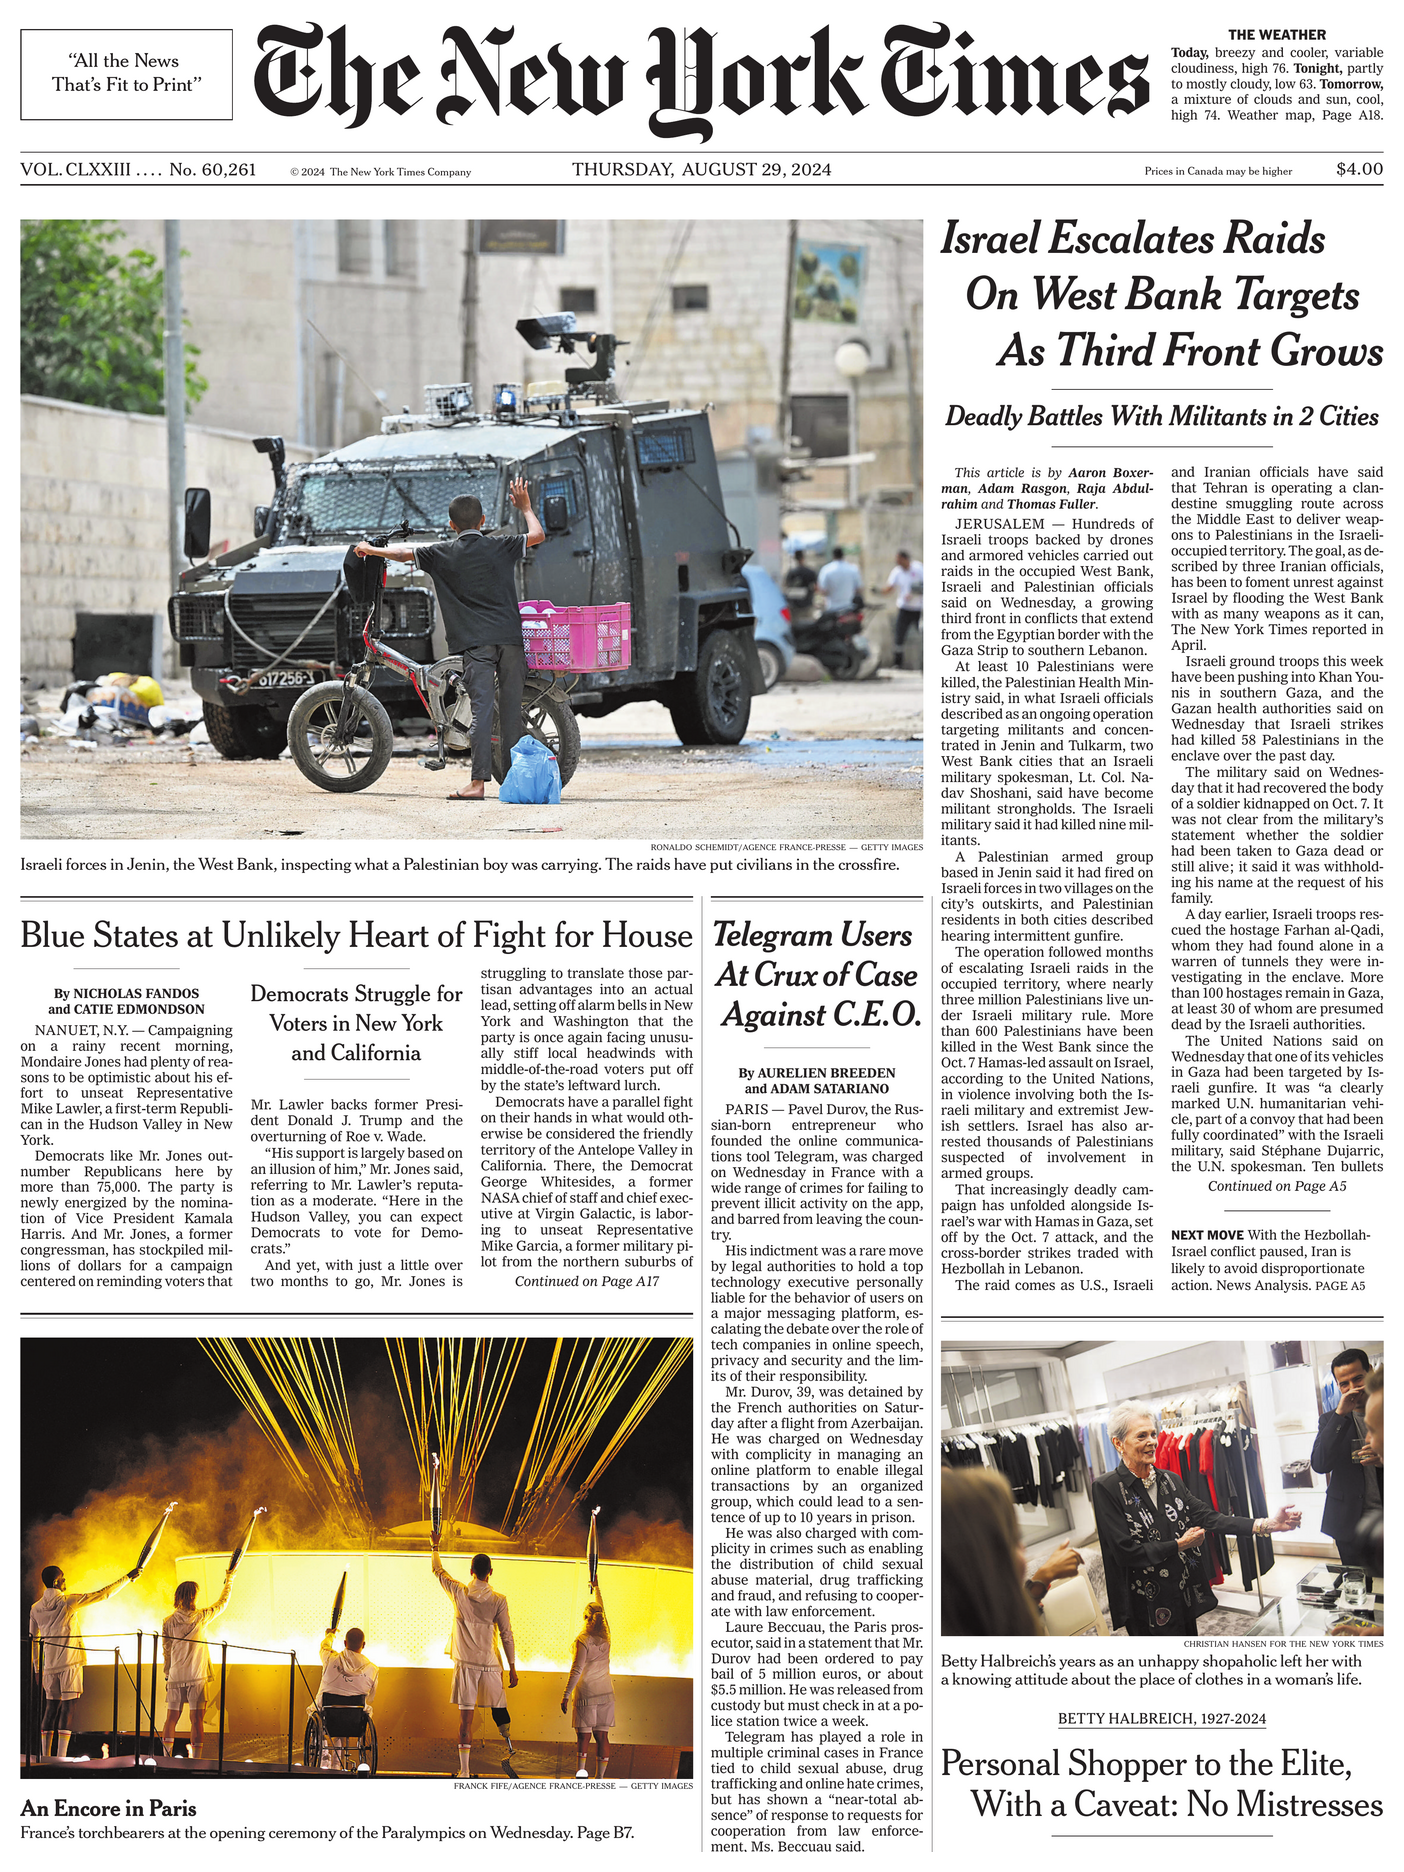 “All the News
That’s Fit to Print”
The New York Times
THE WEATHER
Today, breezy and cooler, variable
cloudiness, high 76. Tonight, partly
to mostly cloudy, low 63. Tomorrow,
a mixture of clouds and sun, cool,
high 74. Weather map, Page A18.
VOL. CLXXIII .... No. 60,261
© 2024 The New York Times Company
THURSDAY, AUGUST 29, 2024
Prices in Canada may be higher
$4.00
617256-3
RONALDO SCHEMIDT/AGENCE FRANCE-PRESSE — GETTY IMAGES
Israeli forces in Jenin, the West Bank, inspecting what a Palestinian boy was carrying. The raids have put civilians in the crossfire.
Israel Escalates Raids
On West Bank Targets
As Third Front Grows
Deadly Battles With Militants in 2 Cities
This article is by Aaron Boxer-
man, Adam Rasgon, Raja Abdul-
rahim and Thomas Fuller.
JERUSALEM — Hundreds of
Israeli troops backed by drones
and armored vehicles carried out
raids in the occupied West Bank,
Israeli and Palestinian officials
said on Wednesday, a growing
third front in conflicts that extend
from the Egyptian border with the
Gaza Strip to southern Lebanon.
At least 10 Palestinians were
killed, the Palestinian Health Min-
istry said, in what Israeli officials
described as an ongoing operation
targeting militants and concen-
trated in Jenin and Tulkarm, two
West Bank cities that an Israeli
military spokesman, Lt. Col. Na-
dav Shoshani, said have become
militant strongholds. The Israeli
military said it had killed nine mil-
itants.
A Palestinian armed group
based in Jenin said it had fired on
Israeli forces in two villages on the
city’s outskirts, and Palestinian
residents in both cities described
hearing intermittent gunfire.
The operation followed months
of escalating Israeli raids in the
occupied territory, where nearly
three million Palestinians live un-
der Israeli military rule. More
than 600 Palestinians have been
killed in the West Bank since the
Oct. 7 Hamas-led assault on Israel,
according to the United Nations,
in violence involving both the Is-
raeli military and extremist Jew-
ish settlers. Israel has also ar-
rested thousands of Palestinians
suspected of involvement in
armed groups.
That increasingly deadly cam-
paign has unfolded alongside Is-
rael’s war with Hamas in Gaza, set
off by the Oct. 7 attack, and the
cross-border strikes traded with
Hezbollah in Lebanon.
The raid comes as U.S., Israeli
and Iranian officials have said
that Tehran is operating a clan-
destine smuggling route across
the Middle East to deliver weap-
ons to Palestinians in the Israeli-
occupied territory. The goal, as de-
scribed by three Iranian officials,
has been to foment unrest against
Israel by flooding the West Bank
with as many weapons as it can,
The New York Times reported in
April.
Israeli ground troops this week
have been pushing into Khan You-
nis in southern Gaza, and the
Gazan health authorities said on
Wednesday that Israeli strikes
had killed 58 Palestinians in the
enclave over the past day.
The military said on Wednes-
day that it had recovered the body
of a soldier kidnapped on Oct. 7. It
was not clear from the military’s
statement whether the soldier
had been taken to Gaza dead or
still alive; it said it was withhold-
ing his name at the request of his
family.
A day earlier, Israeli troops res-
cued the hostage Farhan al-Qadi,
whom they had found alone in a
warren of tunnels they were in-
vestigating in the enclave. More
than 100 hostages remain in Gaza,
at least 30 of whom are presumed
dead by the Israeli authorities.
The United Nations said on
Wednesday that one of its vehicles
in Gaza had been targeted by Is-
raeli gunfire. It was “a clearly
marked U.N. humanitarian vehi-
cle, part of a convoy that had been
fully coordinated” with the Israeli
military, said Stéphane Dujarric,
the U.N. spokesman. Ten bullets
Continued on Page A5
NEXT MOVE With the Hezbollah-
Israel conflict paused, Iran is
likely to avoid disproportionate
action. News Analysis. PAGE A5
Blue States at Unlikely Heart of Fight for House
By NICHOLAS FANDOS
and CATIE EDMONDSON
NANUET, N.Y. — Campaigning
on a rainy recent morning,
Mondaire Jones had plenty of rea-
sons to be optimistic about his ef-
fort to unseat Representative
Mike Lawler, a first-term Republi-
can in the Hudson Valley in New
York.
Democrats like Mr. Jones out-
number Republicans here by
more than 75,000. The party is
newly energized by the nomina-
tion of Vice President Kamala
Harris. And Mr. Jones, a former
congressman, has stockpiled mil-
lions of dollars for a campaign
centered on reminding voters that
Democrats Struggle for
Voters in New York
and California
Mr. Lawler backs former Presi-
dent Donald J. Trump and the
overturning of Roe v. Wade.
“His support is largely based on
an illusion of him,” Mr. Jones said,
referring to Mr. Lawler’s reputa-
tion as a moderate. “Here in the
Hudson Valley, you can expect
Democrats to vote for Demo-
crats.”
And yet, with just a little over
two months to go, Mr. Jones is
struggling to translate those par-
tisan advantages into an actual
lead, setting off alarm bells in New
York and Washington that the
party is once again facing unusu-
ally stiff local headwinds with
middle-of-the-road voters put off
by the state’s leftward lurch.
Democrats have a parallel fight
on their hands in what would oth-
erwise be considered the friendly
territory of the Antelope Valley in
California. There, the Democrat
George Whitesides, a former
NASA chief of staff and chief exec-
utive at Virgin Galactic, is labor-
ing to unseat Representative
Mike Garcia, a former military pi-
lot from the northern suburbs of
Continued on Page A17
Telegram Users
At Crux of Case
Against C.E.O.
By AURELIEN BREEDEN
and ADAM SATARIANO
PARIS — Pavel Durov, the Rus-
sian-born entrepreneur who
founded the online communica-
tions tool Telegram, was charged
on Wednesday in France with a
wide range of crimes for failing to
prevent illicit activity on the app,
and barred from leaving the coun-
try.
His indictment was a rare move
by legal authorities to hold a top
technology executive personally
liable for the behavior of users on
a major messaging platform, es-
calating the debate over the role of
tech companies in online speech,
privacy and security and the lim-
its of their responsibility.
Mr. Durov, 39, was detained by
the French authorities on Satur-
day after a flight from Azerbaijan.
He was charged on Wednesday
with complicity in managing an
online platform to enable illegal
transactions by an organized
group, which could lead to a sen-
tence of up to 10 years in prison.
He was also charged with com-
plicity in crimes such as enabling
the distribution of child sexual
abuse material, drug trafficking
and fraud, and refusing to cooper-
ate with law enforcement.
Laure Beccuau, the Paris pros-
ecutor, said in a statement that Mr.
Durov had been ordered to pay
bail of 5 million euros, or about
$5.5 million. He was released from
custody but must check in at a po-
lice station twice a week.
Telegram has played a role in
multiple criminal cases in France
tied to child sexual abuse, drug
trafficking and online hate crimes,
but has shown a “near-total ab-
sence” of response to requests for
cooperation from law enforce-
ment, Ms. Beccuau said.
FRANCK FIFE/AGENCE FRANCE-PRESSE — GETTY IMAGES
An Encore in Paris
France’s torchbearers at the opening ceremony of the Paralympics on Wednesday. Page B7.
CHRISTIAN HANSEN FOR THE NEW YORK TIMES
Betty Halbreich’s years as an unhappy shopaholic left her with
a knowing attitude about the place of clothes in a woman’s life.
BETTY HALBREICH, 1927-2024
Personal Shopper to the Elite,
With a Caveat: No Mistresses